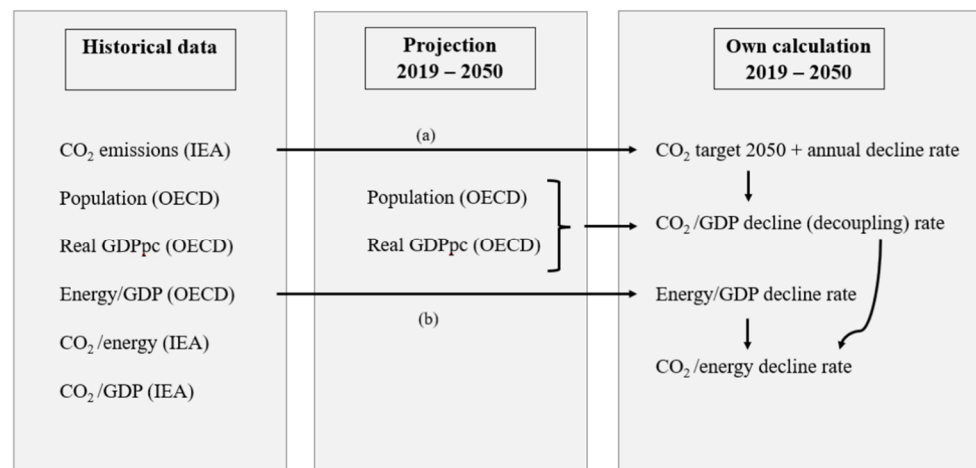 Historical data
CO₂ emissions (IEA)
Population (OECD)
Real GDPpc (OECD)
Energy/GDP (OECD)
CO₂/energy (IEA)
CO₂/GDP (IEA)
Projection
2019 – 2050
(a)
Population (OECD)
Real GDPpc (OECD)
(b)
Own calculation
2019 – 2050
CO₂ target 2050 + annual decline rate
CO₂/GDP decline (decoupling) rate
Energy/GDP decline rate
CO₂/energy decline rate